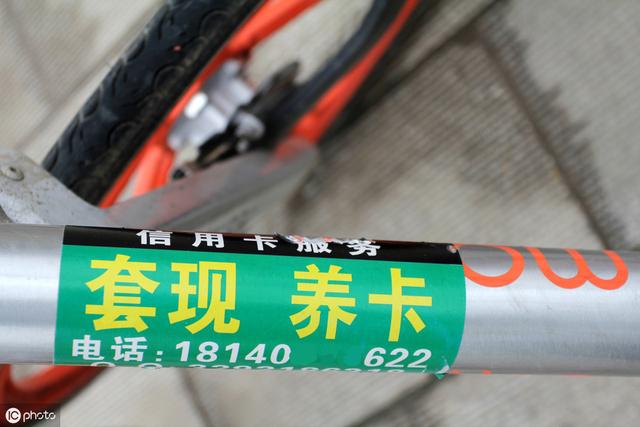 信用卡服务
套现 养卡
电话:18140 622
iC photo